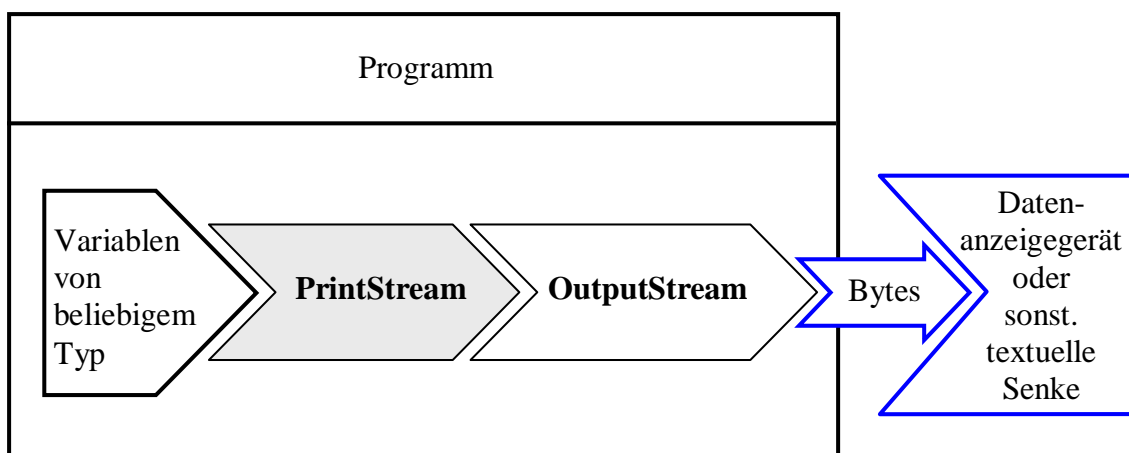 Programm
Variablen
von
beliebigem
Typ
PrintStream
OutputStream
Bytes
Daten-
anzeigegerät
oder
sonst.
textuelle
Senke